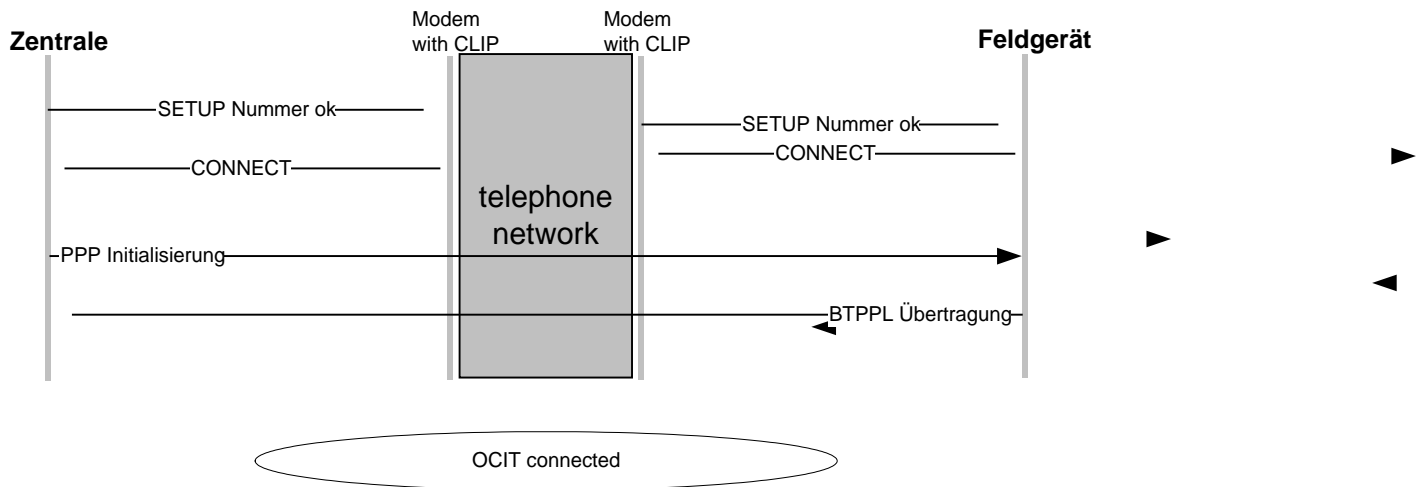 Modem
with CLIP
Modem
with CLIP
Zentrale
Feldgerät
SETUP Nummer ok
SETUP Nummer ok
CONNECT
CONNECT
telephone
network
PPP Initialisierung
BTPPL Übertragung
OCIT connected